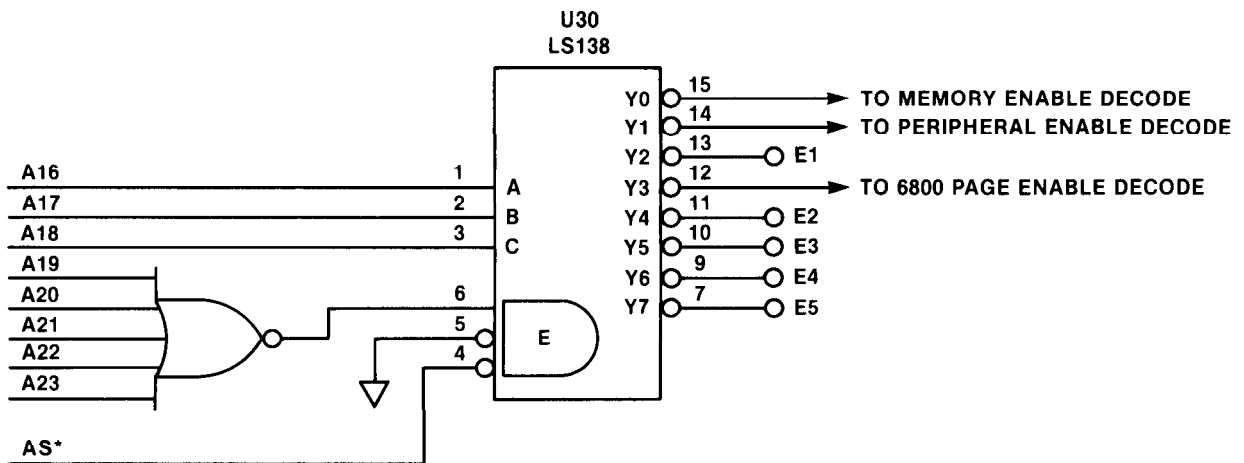 U30
LS138
A16
A17
A18
A19
A20
A21
A22
A23
AS*
1
2
3
6
5
4
A
B
C
E
Y0 15 TO MEMORY ENABLE DECODE
Y1 14 TO PERIPHERAL ENABLE DECODE
Y2 13 E1
Y3 12 TO 6800 PAGE ENABLE DECODE
Y4 11 E2
Y5 10 E3
Y6 9 E4
Y7 7 E5